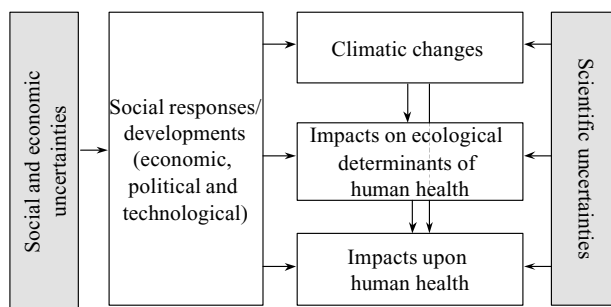 Social and economic
uncertainties
Social responses/
developments
(economic,
political and
technological)
Climatic changes
Impacts on ecological
determinants of
human health
Impacts upon
human health
Scientific uncertainties